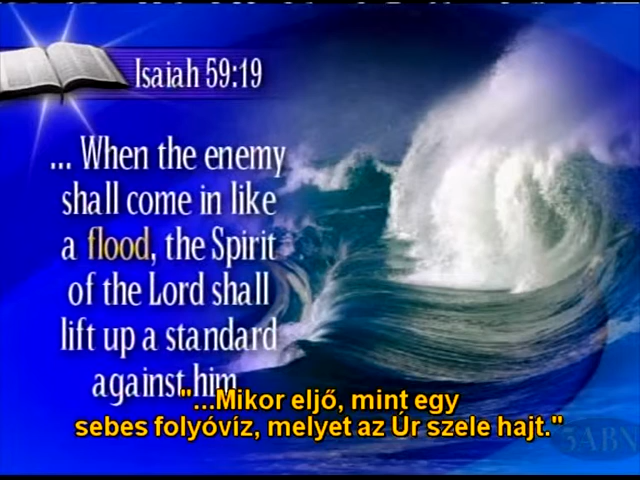 Isaiah 59:19
... When the enemy
shall come in like
a flood, the Spirit
of the Lord shall
lift up a standard
against him
"...Mikor eljő, mint egy
sebes folyóvíz, melyet az Úr szele hajt."
3ABN